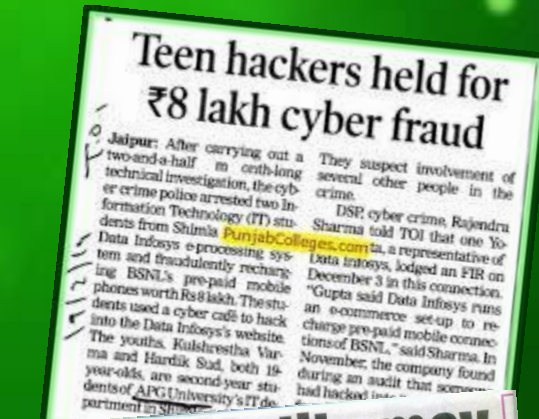 Teen hackers held for
₹8 lakh cyber fraud
Jaipur: After carrying out a
two-and-a-half m onth-long
technical investigation, the cyb-
er crime police arrested two In-
formation Technology (IT) stu-
dents from Shimla
Data Infosys e-processing sys-
tem and fraudulently recharg-
ing BSNL's pre-paid mobile
phones worth Rs 8 lakh. The stu-
dents used a cyber café to hack
into the Data Infosys's website.
The youths, Kulshrestha Var-
ma and Hardik Sud, both 19-
year-olds, are second-year stu-
dents of APG University's IT de-
partment in
They suspect involvement of
several other people in the
crime.
DSP, cyber crime, Rajendra
Sharma told TOI that one Yo-
ta, a representative of
Data Infosys, lodged an FIR on
December 3 in this connection.
"Gupta said Data Infosys runs
an e-commerce set-up to re-
charge pre-paid mobile connec-
tions of BSNL," said Sharma. In
November, the company found
during an audit that
had hacked
PunjabColleges.com
T.O.I
17/2/15